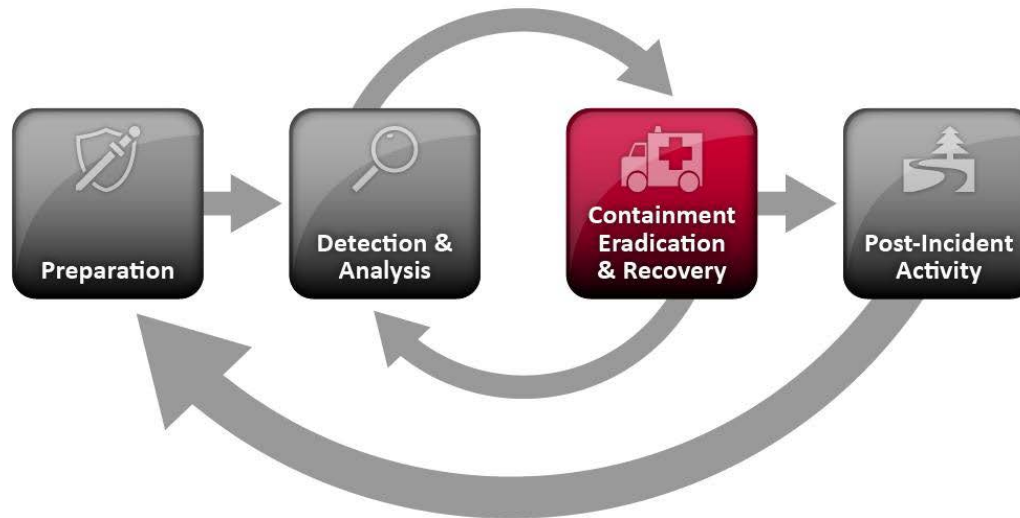 Preparation
Detection &
Analysis
Containment
Eradication
& Recovery
Post-Incident
Activity